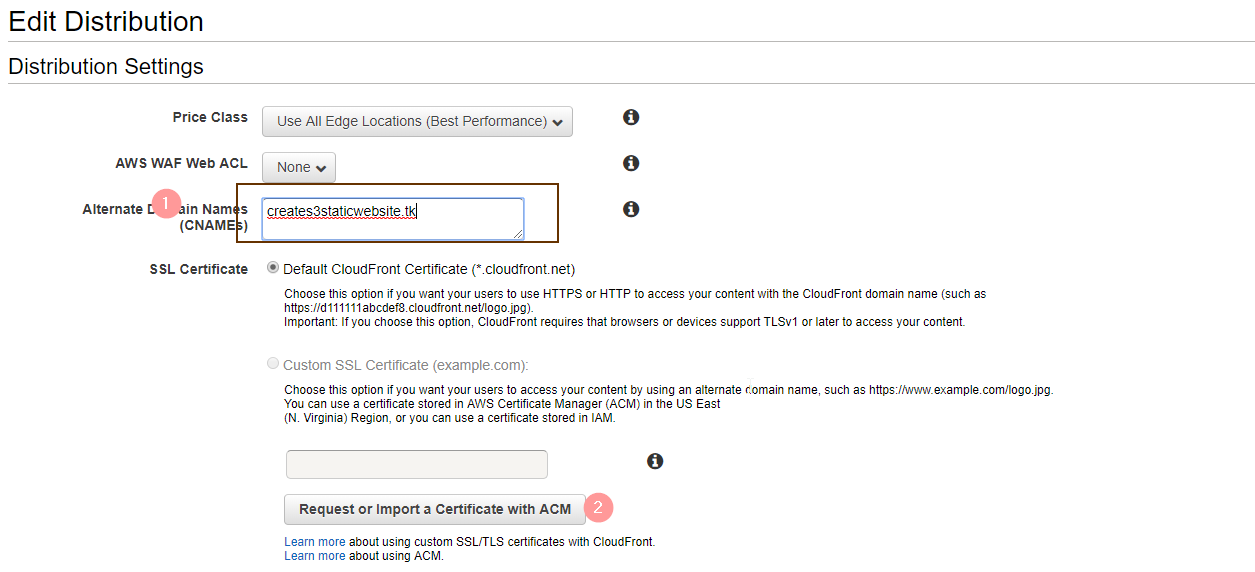 Edit Distribution
Distribution Settings
Price Class
Use All Edge Locations (Best Performance)
AWS WAF Web ACL
None
1
Alternate D ain Names
(CNAMEs)
creates3staticwebsite.tk
SSL Certificate
Default CloudFront Certificate (*.cloudfront.net)
Choose this option if you want your users to use HTTPS or HTTP to access your content with the CloudFront domain name (such as
https://d111111abcdef8.cloudfront.net/logo.jpg).
Important: If you choose this option, CloudFront requires that browsers or devices support TLSv1 or later to access your content.
Custom SSL Certificate (example.com):
Choose this option if you want your users to access your content by using an alternate domain name, such as https://www.example.com/logo.jpg.
You can use a certificate stored in AWS Certificate Manager (ACM) in the US East
(N. Virginia) Region, or you can use a certificate stored in IAM.
Request or Import a Certificate with ACM
2
Learn more about using custom SSL/TLS certificates with CloudFront.
Learn more about using ACM.